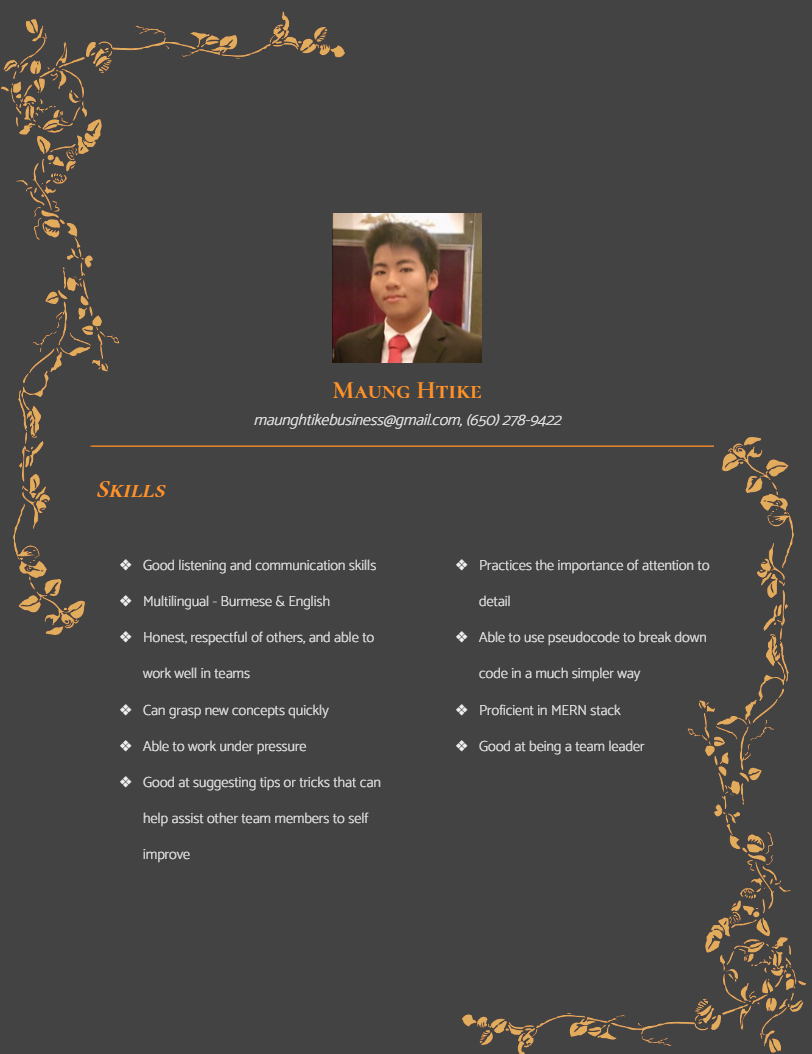 Maung Htike
maunghtikebusiness@gmail.com, (650) 278-9422
Skills
❖ Good listening and communication skills
❖ Multilingual - Burmese & English
❖ Honest, respectful of others, and able to
work well in teams
❖ Can grasp new concepts quickly
❖ Able to work under pressure
❖ Good at suggesting tips or tricks that can
help assist other team members to self
improve
❖ Practices the importance of attention to
detail
❖ Able to use pseudocode to break down
code in a much simpler way
❖ Proficient in MERN stack
❖ Good at being a team leader